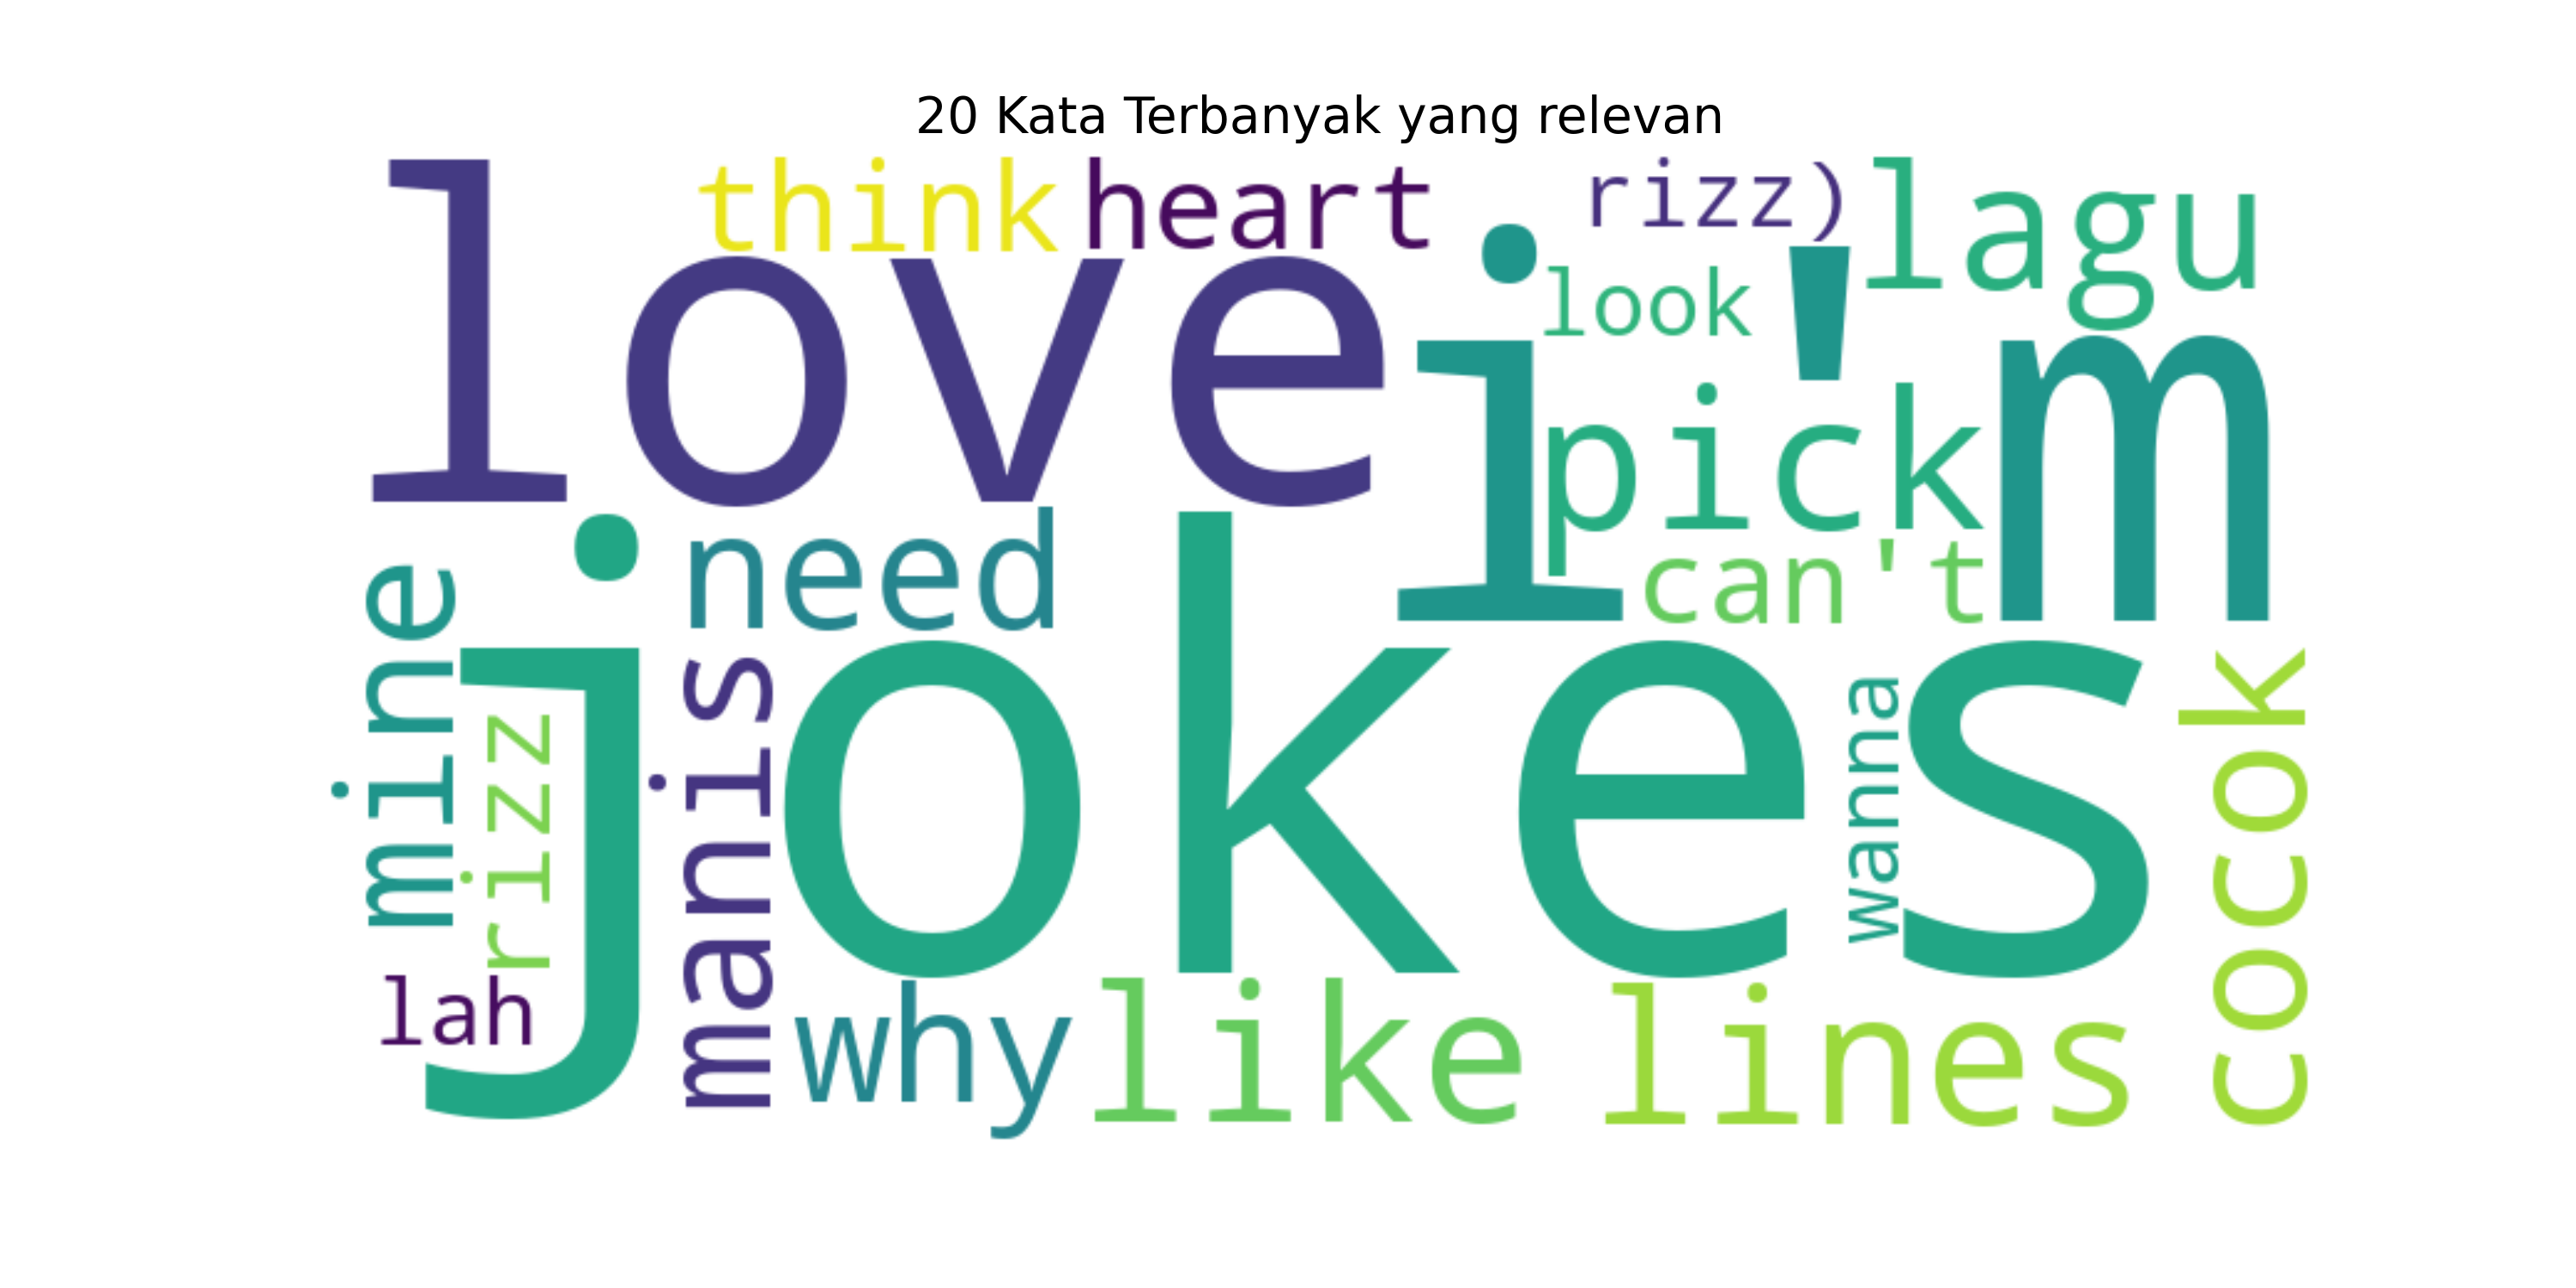 20 Kata Terbanyak yang relevan
love
think
heart
rizz)
lagu
look
i'm
pick
can't
need
mine
rizz
jokes
manis
wanna
cocok
lah
why
like
lines